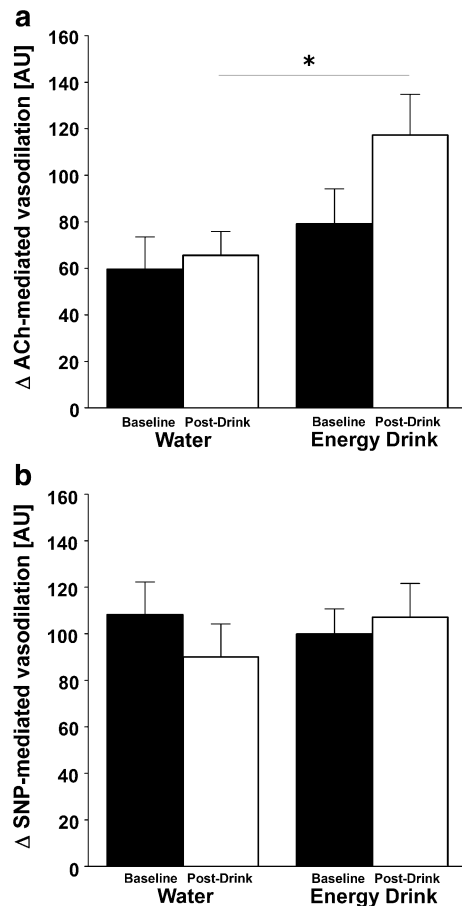 a
Δ ACh-mediated vasodilation [AU]
160
140
120
100
80
60
40
20
0
*
Baseline Post-Drink Baseline Post-Drink
Water Energy Drink
b
Δ SNP-mediated vasodilation [AU]
160
140
120
100
80
60
40
20
0
Baseline Post-Drink Baseline Post-Drink
Water Energy Drink